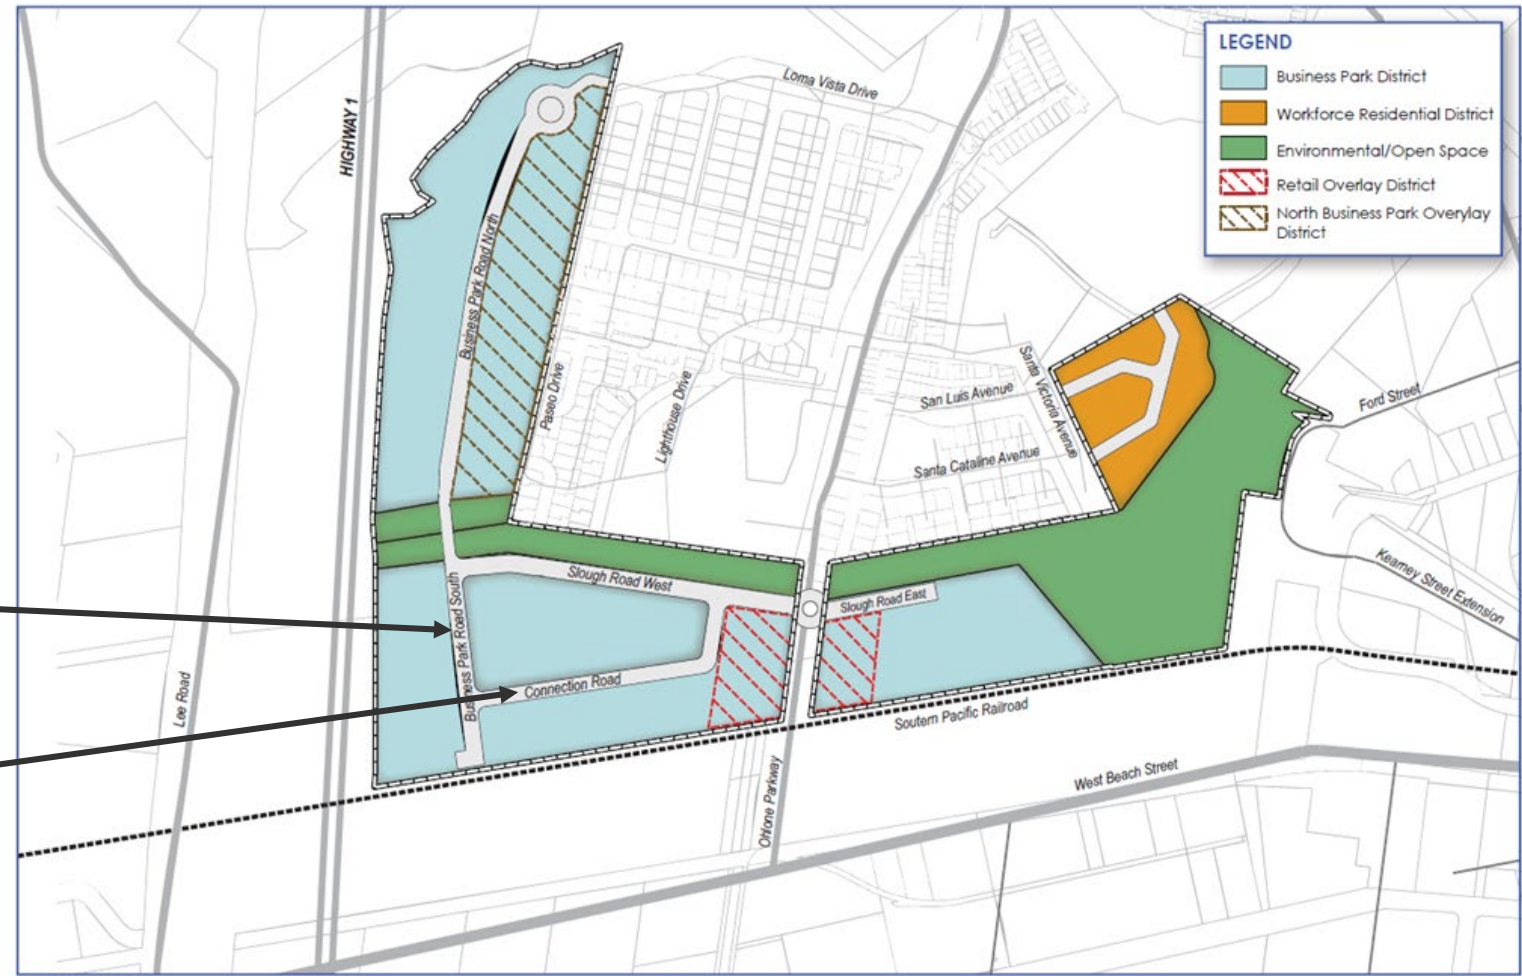 LEGEND
Business Park District
Workforce Residential District
Environmental/Open Space
Retail Overlay District
North Business Park Overylay
District
HIGHWAY 1
Loma Vista Drive
Business Park Road North
Paseo Drive
Lighthouse Drive
San Luis Avenue
Santa Victoria Avenue
Santa Cataline Avenue
Ford Street
Kearney Street Extension
Slough Road West
Slough Road East
Business Park Road South
Connection Road
Lee Road
Soutern Pacific Railroad
West Beach Street
Ohlone Parkway